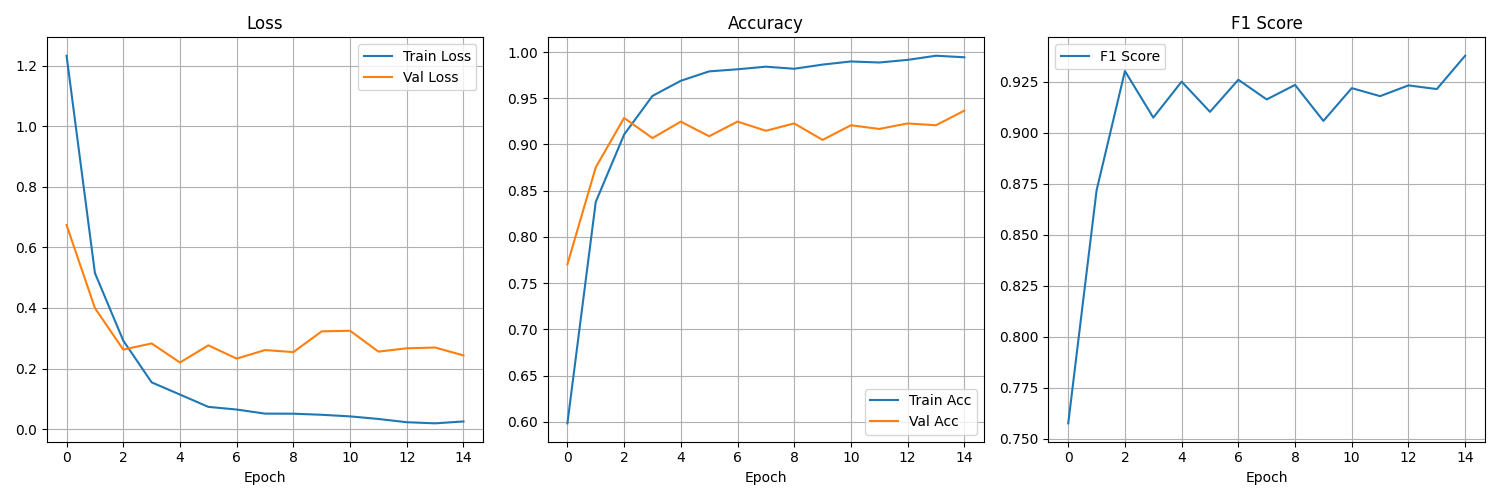 Loss
1.2
1.0
0.8
0.6
0.4
0.2
0.0
Train Loss
Val Loss
0 2 4 6 8 10 12 14
Epoch
Accuracy
1.00
0.95
0.90
0.85
0.80
0.75
0.70
0.65
0.60
Train Acc
Val Acc
0 2 4 6 8 10 12 14
Epoch
F1 Score
F1 Score
0.925
0.900
0.875
0.850
0.825
0.800
0.775
0.750
0 2 4 6 8 10 12 14
Epoch